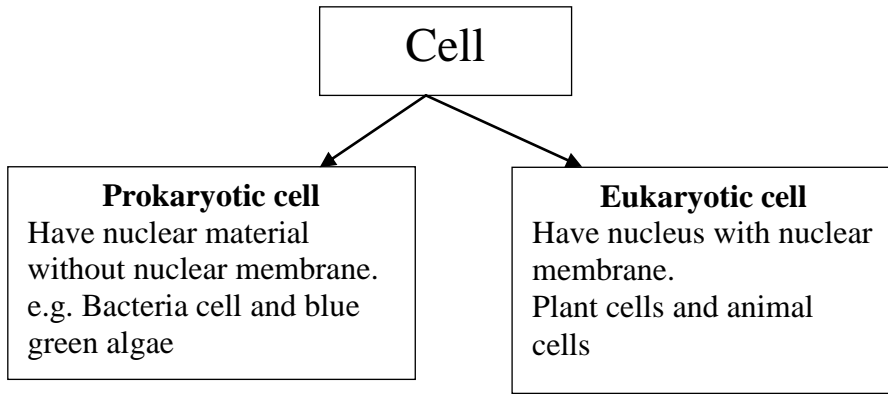 Cell
Prokaryotic cell
Have nuclear material
without nuclear membrane.
e.g. Bacteria cell and blue
green algae
Eukaryotic cell
Have nucleus with nuclear
membrane.
Plant cells and animal
cells